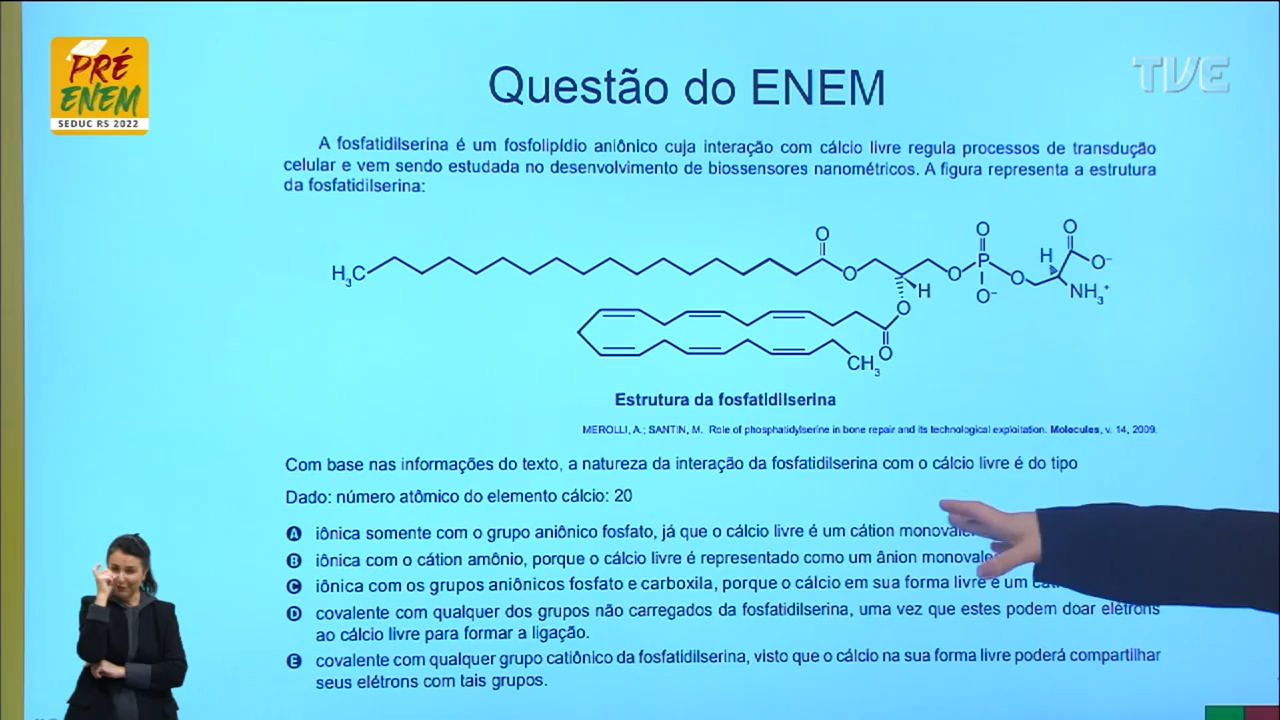 PRÉ
ENEM
SEDUC RS 2022
TVE
Questão do ENEM
A fosfatidilserina é um fosfolipídio aniônico cuja interação com cálcio livre regula processos de transdução
celular e vem sendo estudada no desenvolvimento de biossensores nanométricos. A figura representa a estrutura
da fosfatidilserina:
H₃C
O
O
H
O
O
P
O⁻
O
H
O
O⁻
NH₃⁺
O
O
CH₃
Estrutura da fosfatidilserina
MEROLLI, A.; SANTIN, M. Role of phosphatidylserine in bone repair and its technological exploitation. Molecules, v. 14, 2009.
Com base nas informações do texto, a natureza da interação da fosfatidilserina com o cálcio livre é do tipo
Dado: número atômico do elemento cálcio: 20
A iônica somente com o grupo aniônico fosfato, já que o cálcio livre é um cátion
B iônica com o cátion amônio, porque o cálcio livre é representado como um ânion
C iônica com os grupos aniônicos fosfato e carboxila, porque o cálcio em sua forma livre é um
D covalente com qualquer dos grupos não carregados da fosfatidilserina, uma vez que estes podem doar elétrons
ao cálcio livre para formar a ligação.
E covalente com qualquer grupo catiônico da fosfatidilserina, visto que o cálcio na sua forma livre poderá compartilhar
seus elétrons com tais grupos.